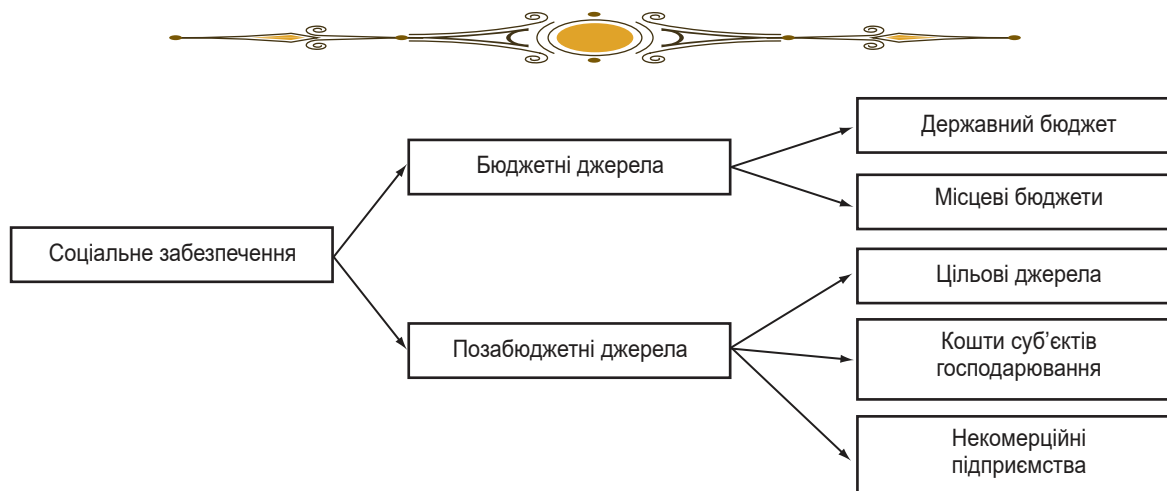 Соціальне забезпечення
Бюджетні джерела
Державний бюджет
Місцеві бюджети
Позабюджетні джерела
Цільові джерела
Кошти суб’єктів
господарювання
Некомерційні
підприємства